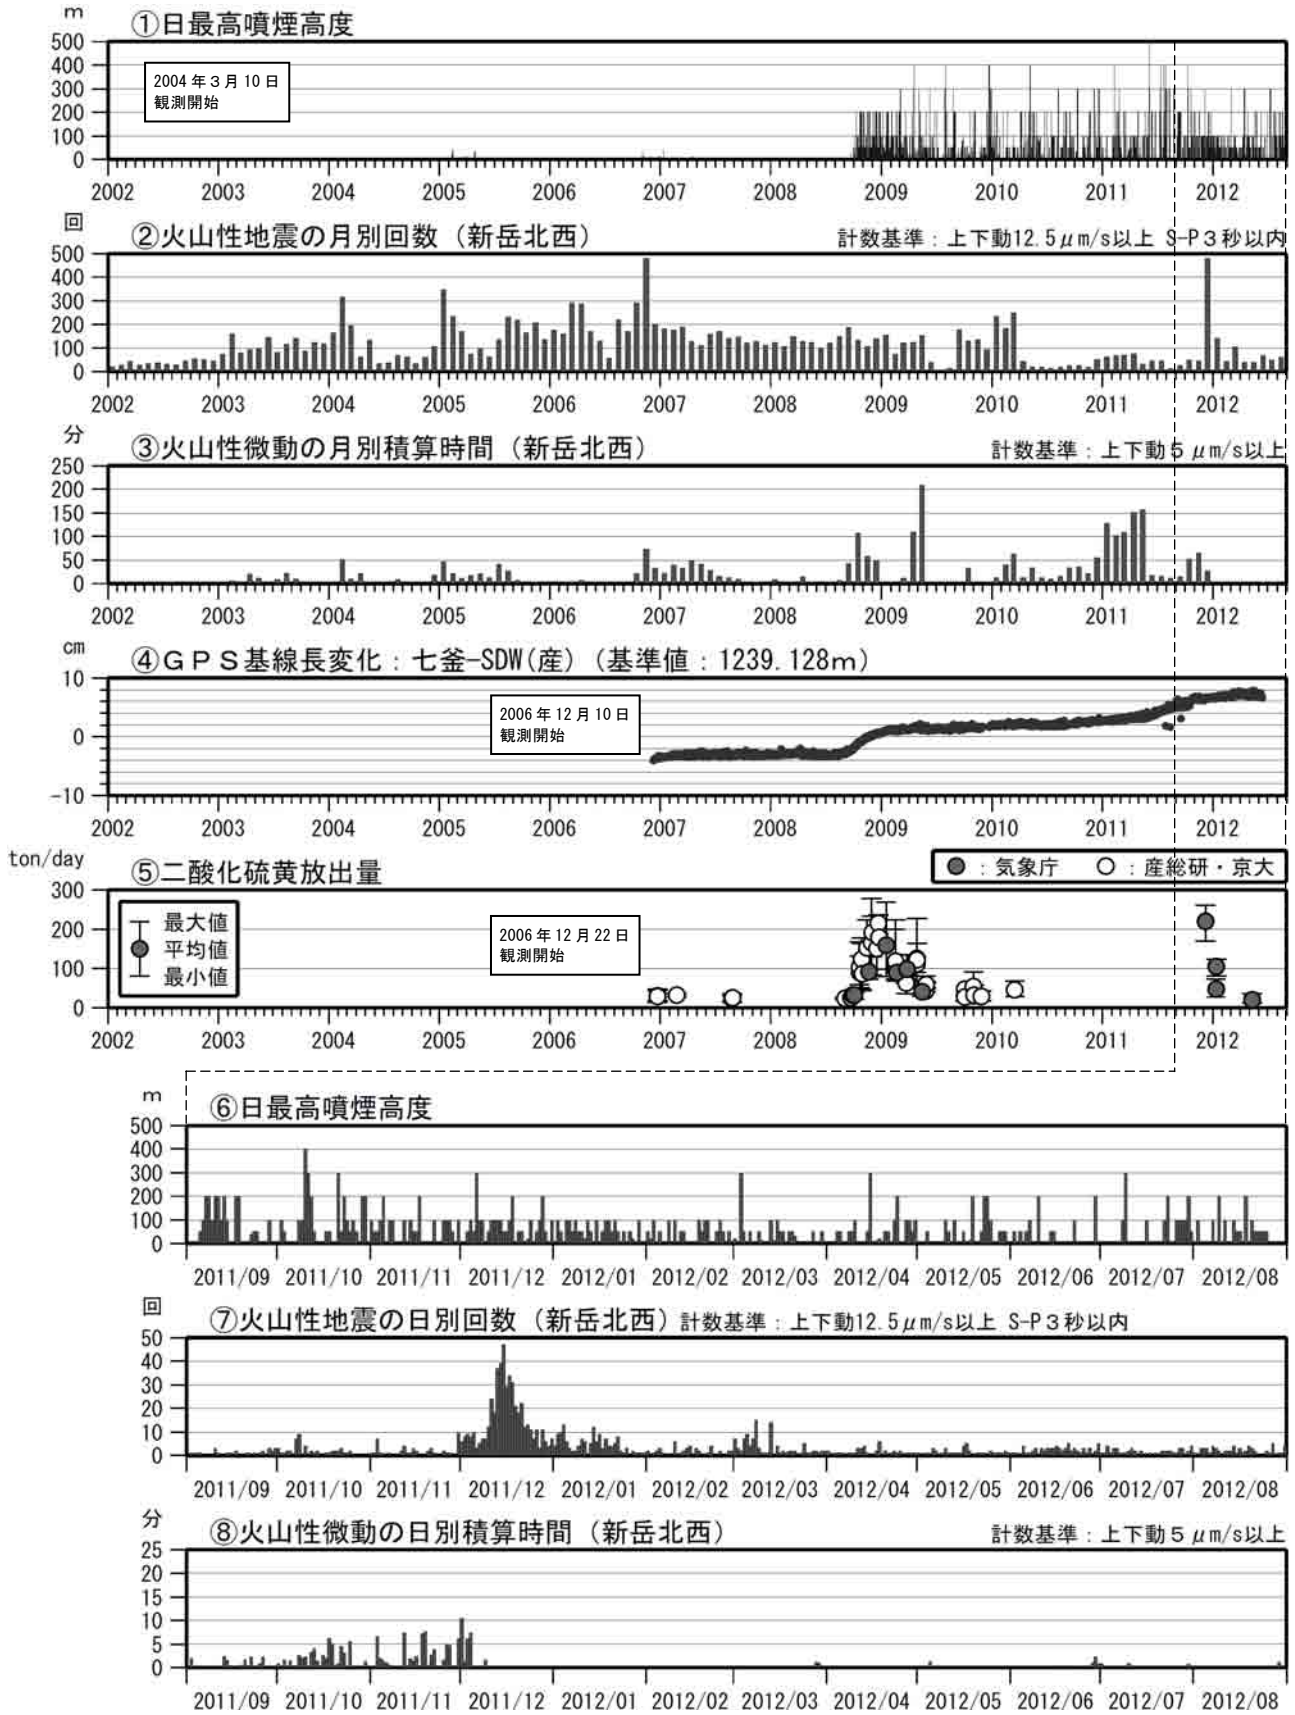 m ①日最高噴煙高度
500
400
300
200
100
0
2004年3月10日
観測開始
2002 2003 2004 2005 2006 2007 2008 2009 2010 2011 2012
回 ②火山性地震の月別回数（新岳北西） 計数基準：上下動12.5μm/s以上 S-P3秒以内
500
400
300
200
100
0
2002 2003 2004 2005 2006 2007 2008 2009 2010 2011 2012
分 ③火山性微動の月別積算時間（新岳北西） 計数基準：上下動5μm/s以上
250
200
150
100
50
0
2002 2003 2004 2005 2006 2007 2008 2009 2010 2011 2012
cm ④ＧＰＳ基線長変化：七釜-SDW(産)（基準値：1239.128m）
10
0
-10
2006年12月10日
観測開始
2002 2003 2004 2005 2006 2007 2008 2009 2010 2011 2012
ton/day ⑤二酸化硫黄放出量 ●：気象庁 ○：産総研・京大
300
200
100
0
最大値
平均値
最小値
2006年12月22日
観測開始
2002 2003 2004 2005 2006 2007 2008 2009 2010 2011 2012
m ⑥日最高噴煙高度
500
400
300
200
100
0
2011/09 2011/10 2011/11 2011/12 2012/01 2012/02 2012/03 2012/04 2012/05 2012/06 2012/07 2012/08
回 ⑦火山性地震の日別回数（新岳北西）計数基準：上下動12.5μm/s以上 S-P3秒以内
50
40
30
20
10
0
2011/09 2011/10 2011/11 2011/12 2012/01 2012/02 2012/03 2012/04 2012/05 2012/06 2012/07 2012/08
分 ⑧火山性微動の日別積算時間（新岳北西） 計数基準：上下動5μm/s以上
25
20
15
10
5
0
2011/09 2011/10 2011/11 2011/12 2012/01 2012/02 2012/03 2012/04 2012/05 2012/06 2012/07 2012/08